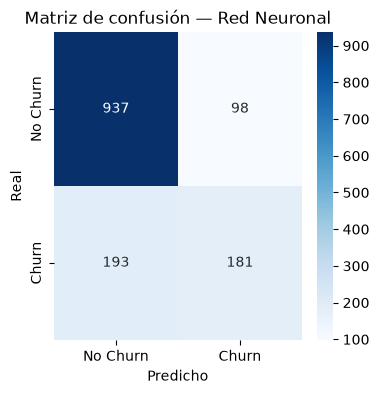 Matriz de confusión — Red Neuronal
Real
No Churn
937
98
Churn
193
181
No Churn
Churn
Predicho
900
800
700
600
500
400
300
200
100